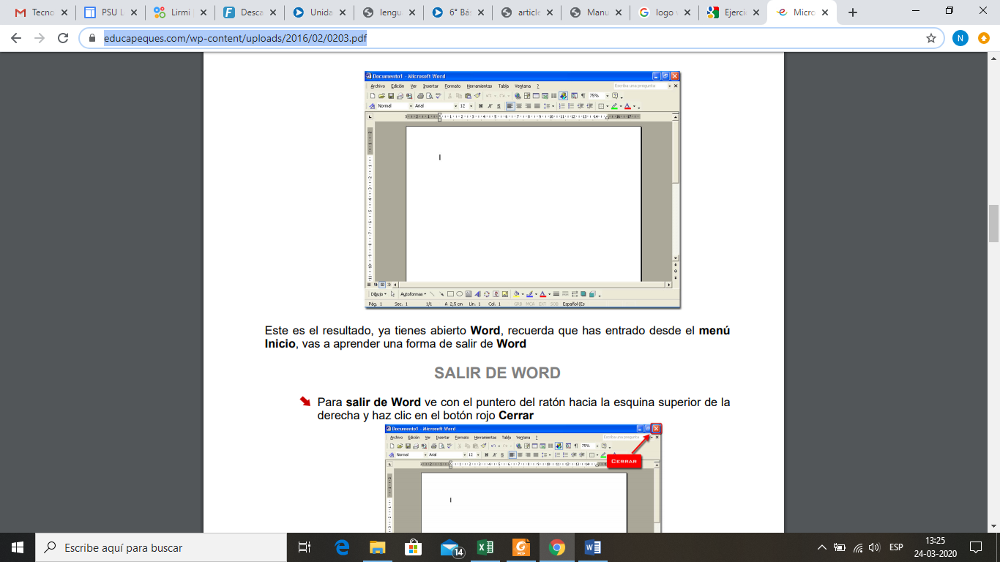 Tecno
PSU L
Lirmi
Desca
Unida
lengua
6° Bás
article
Manu
logo v
Ejerci
Micro
educapeques.com/wp-content/uploads/2016/02/0203.pdf
N
Documento1 - Microsoft Word
Archivo Edición Ver Insertar Formato Herramientas Tabla Ventana ? Escriba una pregunta
75%
Normal Arial 12 N K S
Dibujo Autoformas
Pág. 1 Sec. 1 1/1 A 2,5 cm Lín. 1 Col. 1 GRB MCA EXT SOB Español (Es
Este es el resultado, ya tienes abierto Word, recuerda que has entrado desde el menú
Inicio, vas a aprender una forma de salir de Word
SALIR DE WORD
Para salir de Word ve con el puntero del ratón hacia la esquina superior de la
derecha y haz clic en el botón rojo Cerrar
Documento1 - Microsoft Word
Archivo Edición Ver Insertar Formato Herramientas Tabla Ventana ? Escriba una pregunta
75%
Normal Arial 12 N K S
CERRAR
Escribe aquí para buscar
14
ESP
13:25
24-03-2020